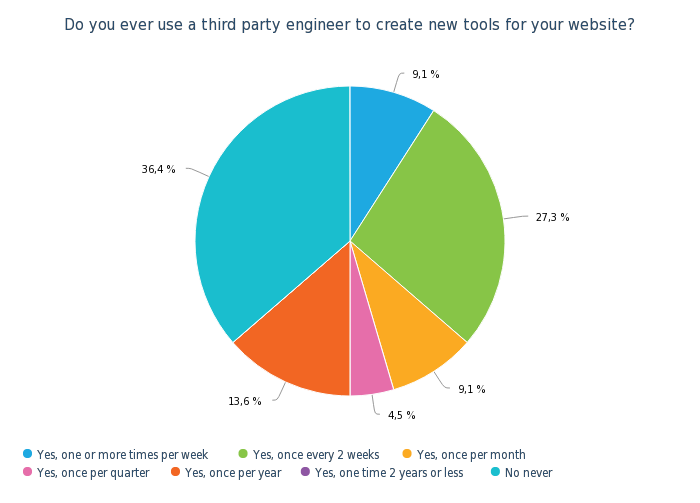 Do you ever use a third party engineer to create new tools for your website?
9,1 %
36,4 %
27,3 %
9,1 %
13,6 %
4,5 %
Yes, one or more times per week Yes, once every 2 weeks Yes, once per month
Yes, once per quarter Yes, once per year Yes, one time 2 years or less No never